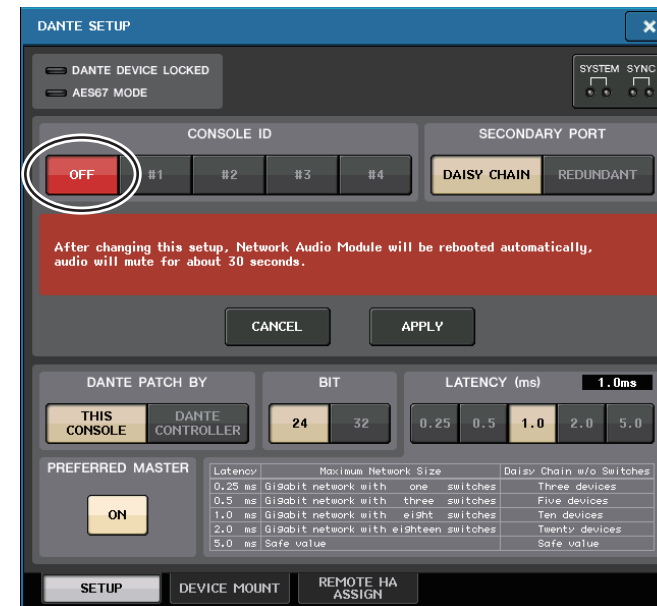 DANTE SETUP
DANTE DEVICE LOCKED
AES67 MODE
SYSTEM SYNC
CONSOLE ID
OFF #1 #2 #3 #4
SECONDARY PORT
DAISY CHAIN REDUNDANT
After changing this setup, Network Audio Module will be rebooted automatically,
audio will mute for about 30 seconds.
CANCEL APPLY
DANTE PATCH BY
THIS CONSOLE DANTE CONTROLLER
BIT
24 32
LATENCY (ms) 1.0ms
0.25 0.5 1.0 2.0 5.0
PREFERRED MASTER
ON
Latency Maximum Network Size Daisy Chain w/o Switches
0.25 ms Gigabit network with one switches Three devices
0.5 ms Gigabit network with three switches Five devices
1.0 ms Gigabit network with eight switches Ten devices
2.0 ms Gigabit network with eighteen switches Twenty devices
5.0 ms Safe value Safe value
SETUP DEVICE MOUNT REMOTE HA ASSIGN